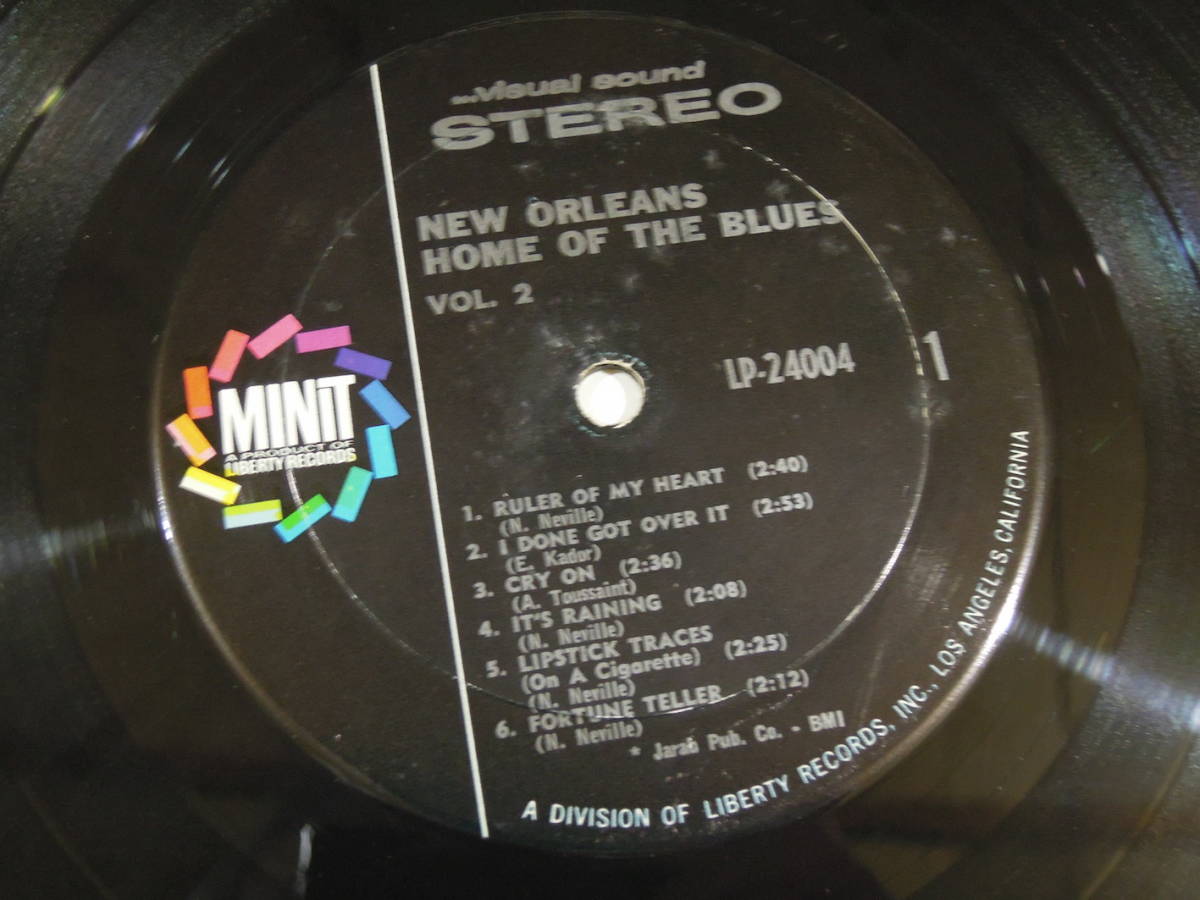 ...visual sound
STEREO
NEW ORLEANS
HOME OF THE BLUES
VOL. 2
LP-24004
1
MINiT
A PRODUCT OF
LIBERTY RECORDS
1. RULER OF MY HEART (2:40)
(N. Neville)
2. I DONE GOT OVER IT (2:53)
(E. Kador)
3. CRY ON (2:36)
(A. Toussaint)
4. IT'S RAINING (2:08)
(N. Neville)
5. LIPSTICK TRACES
(On A Cigarette) (2:25)
(N. Neville)
6. FORTUNE TELLER (2:12)
(N. Neville)
* Jarab Pub. Co. - BMI
A DIVISION OF LIBERTY RECORDS, INC., LOS ANGELES, CALIFORNIA